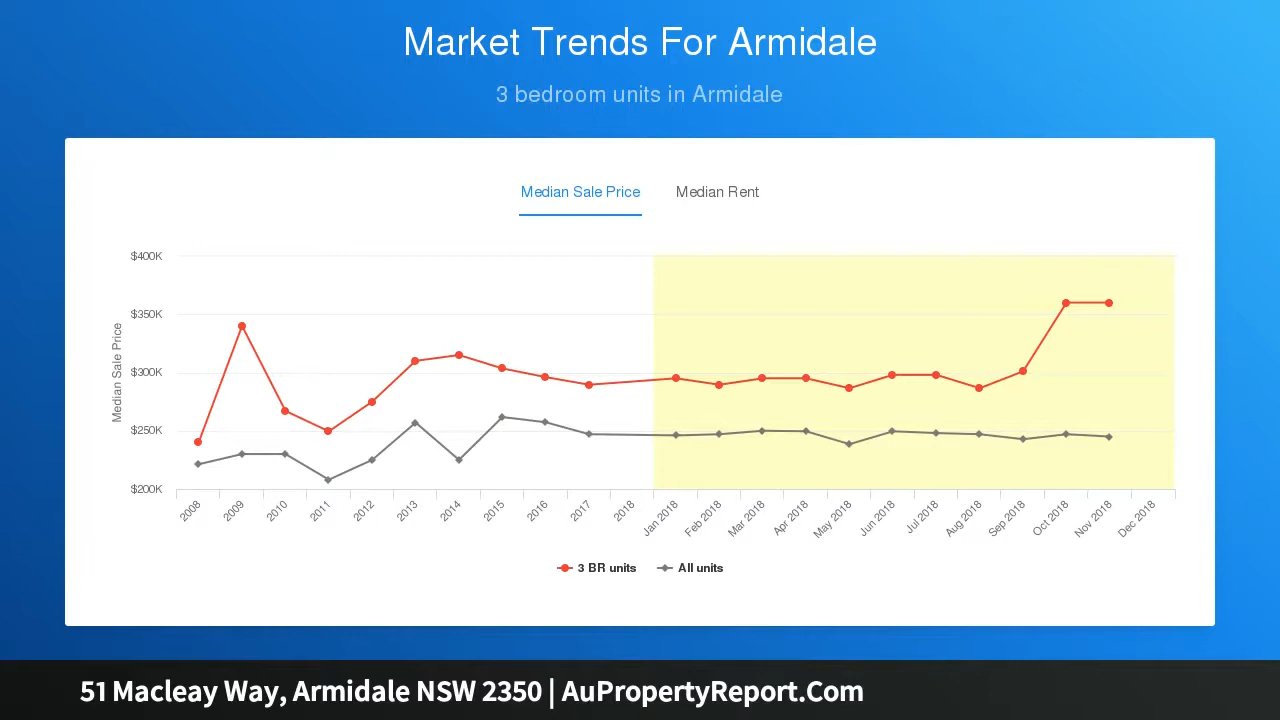 Market Trends For Armidale
3 bedroom units in Armidale
Median Sale Price
Median Rent
$400K
$350K
$300K
$250K
$200K
Median Sale Price
2008
2009
2010
2011
2012
2013
2014
2015
2016
2017
2018
Jan 2018
Feb 2018
Mar 2018
Apr 2018
May 2018
Jun 2018
Jul 2018
Aug 2018
Sep 2018
Oct 2018
Nov 2018
Dec 2018
3 BR units
All units
51 Macleay Way, Armidale NSW 2350 | AuPropertyReport.Com